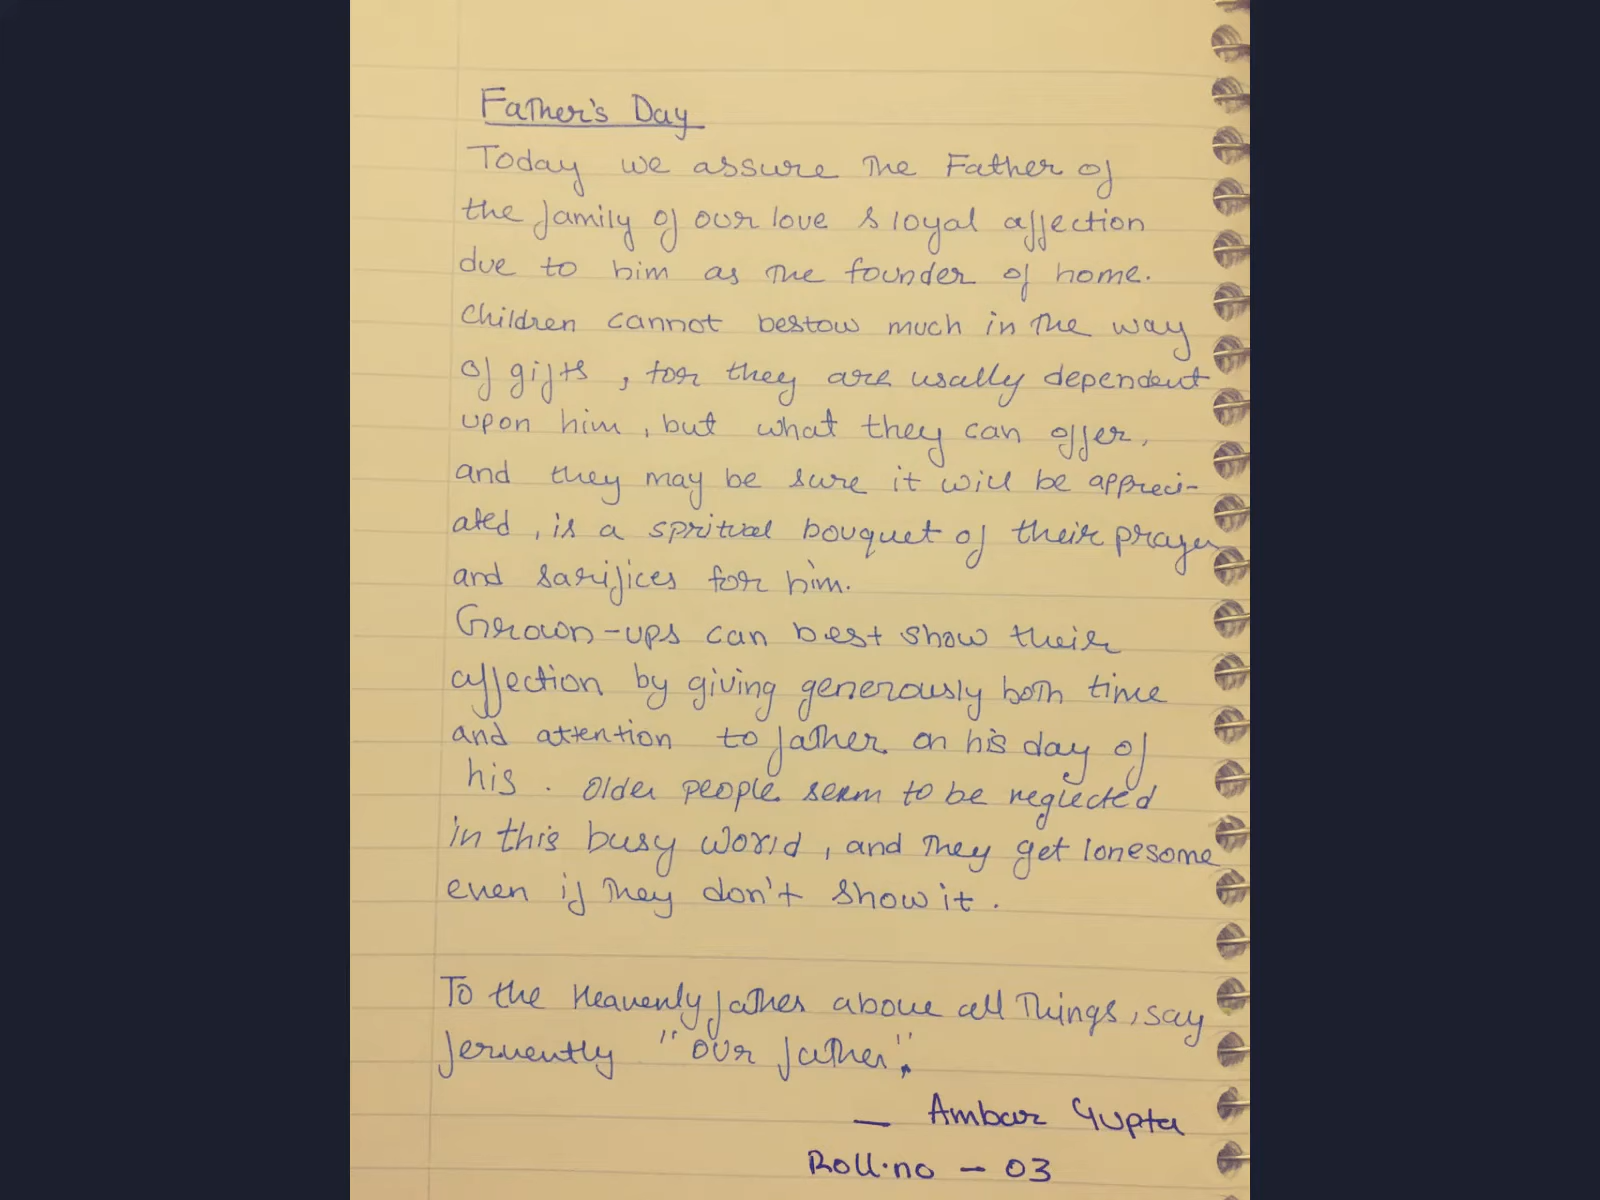 Father's Day
Today we assure the Father of
the family of our love & loyal affection
due to him as the founder of home.
Children cannot bestow much in the way
of gifts , for they are usally dependent
upon him , but what they can offer,
and they may be sure it will be appreci-
ated , is a spritual bouquet of their prayer
and sarifices for him.
Grown-ups can best show their
affection by giving generously both time
and attention to father on his day of
his . Older people seem to be neglected
in this busy world , and they get lonesome
even if they don't show it .
To the Heavenly father above all Things , say
fervently "our father".
— Ambar Gupta
Roll.no — 03